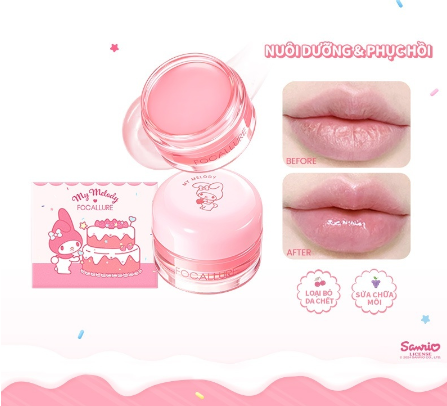 NUÔI DƯỠNG & PHỤC HỒI
BEFORE
FOCALLURE
MY MELODY
My Melody
FOCALLURE
FOCALLURE
AFTER
LOẠI BỎ
DA CHẾT
SỬA CHỮA
MÔI
Sanrio
LICENSE